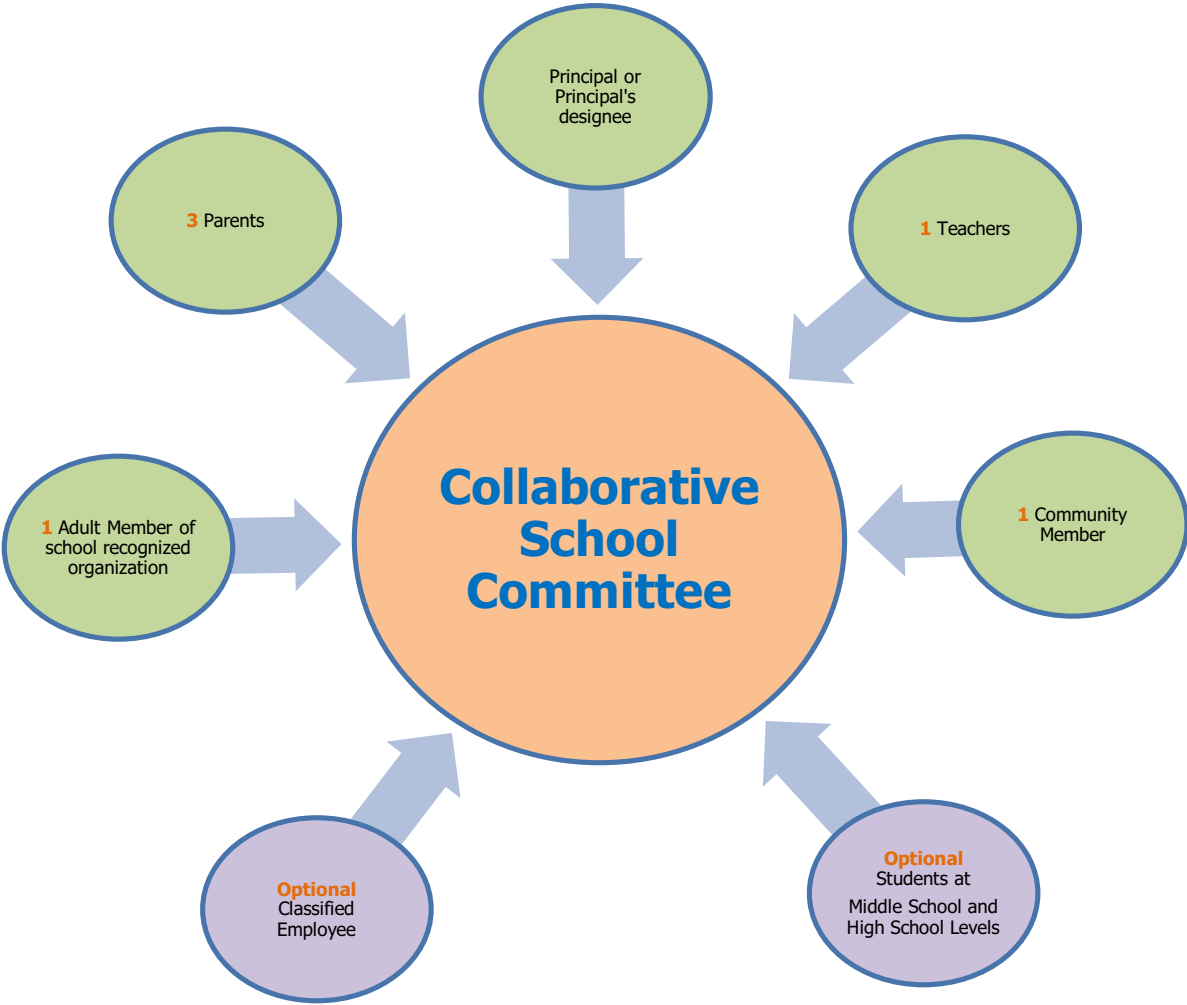 Principal or
Principal's
designee
3 Parents
1 Teachers
Collaborative
School
Committee
1 Adult Member of
school recognized
organization
1 Community
Member
Optional
Classified
Employee
Optional
Students at
Middle School and
High School Levels